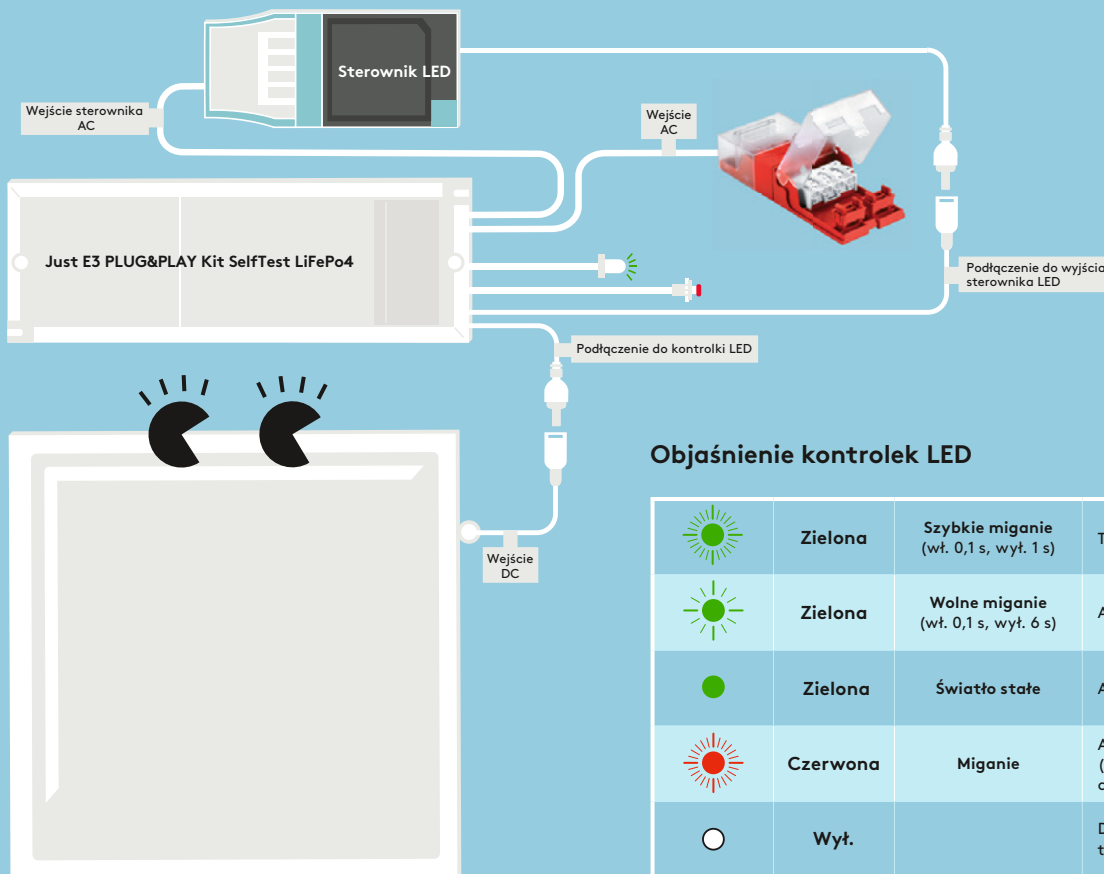 Sterownik LED
Wejście sterownika
AC
Wejście
AC
Just E3 PLUG&PLAY Kit SelfTest LiFePo4
Podłączenie do wyjścia
sterownika LED
Podłączenie do kontrolki LED
Wejście
DC
Objaśnienie kontrolek LED
Zielona
Szybkie miganie
(wł. 0,1 s, wył. 1 s)
Zielona
Wolne miganie
(wł. 0,1 s, wył. 6 s)
Zielona
Światło stałe
Czerwona
Miganie
Wył.